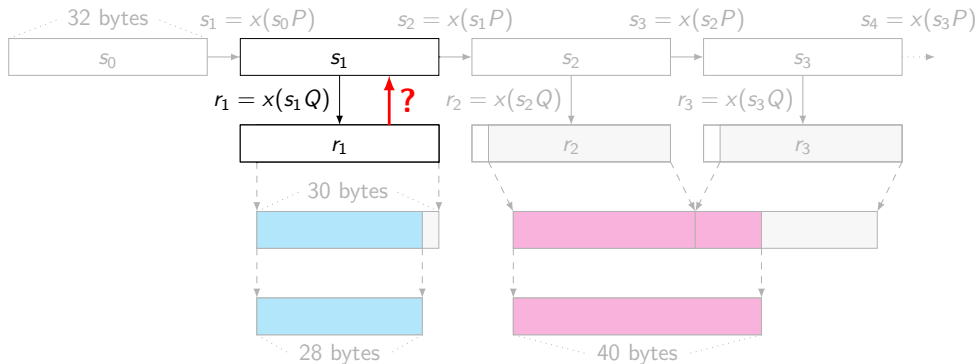 32 bytes
s₁ = x(s₀P)
s₂ = x(s₁P)
s₃ = x(s₂P)
s₄ = x(s₃P)
s₀
s₁
s₂
s₃
r₁ = x(s₁Q)
?
r₂ = x(s₂Q)
r₃ = x(s₃Q)
r₁
r₂
r₃
30 bytes
28 bytes
40 bytes